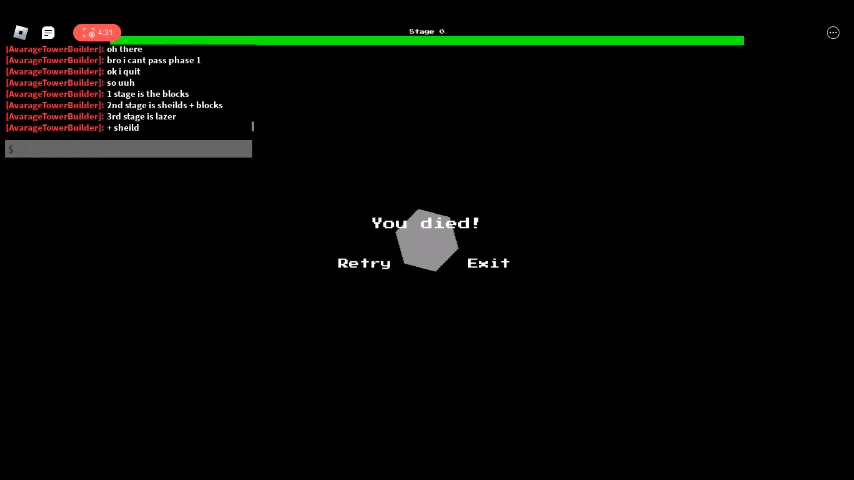 4:31
Stage 0
[AvarageTowerBuilder]: oh there
[AvarageTowerBuilder]: bro i cant pass phase 1
[AvarageTowerBuilder]: ok i quit
[AvarageTowerBuilder]: so uuh
[AvarageTowerBuilder]: 1 stage is the blocks
[AvarageTowerBuilder]: 2nd stage is sheilds + blocks
[AvarageTowerBuilder]: 3rd stage is lazer
[AvarageTowerBuilder]: + sheild
$
You died!
Retry Exit